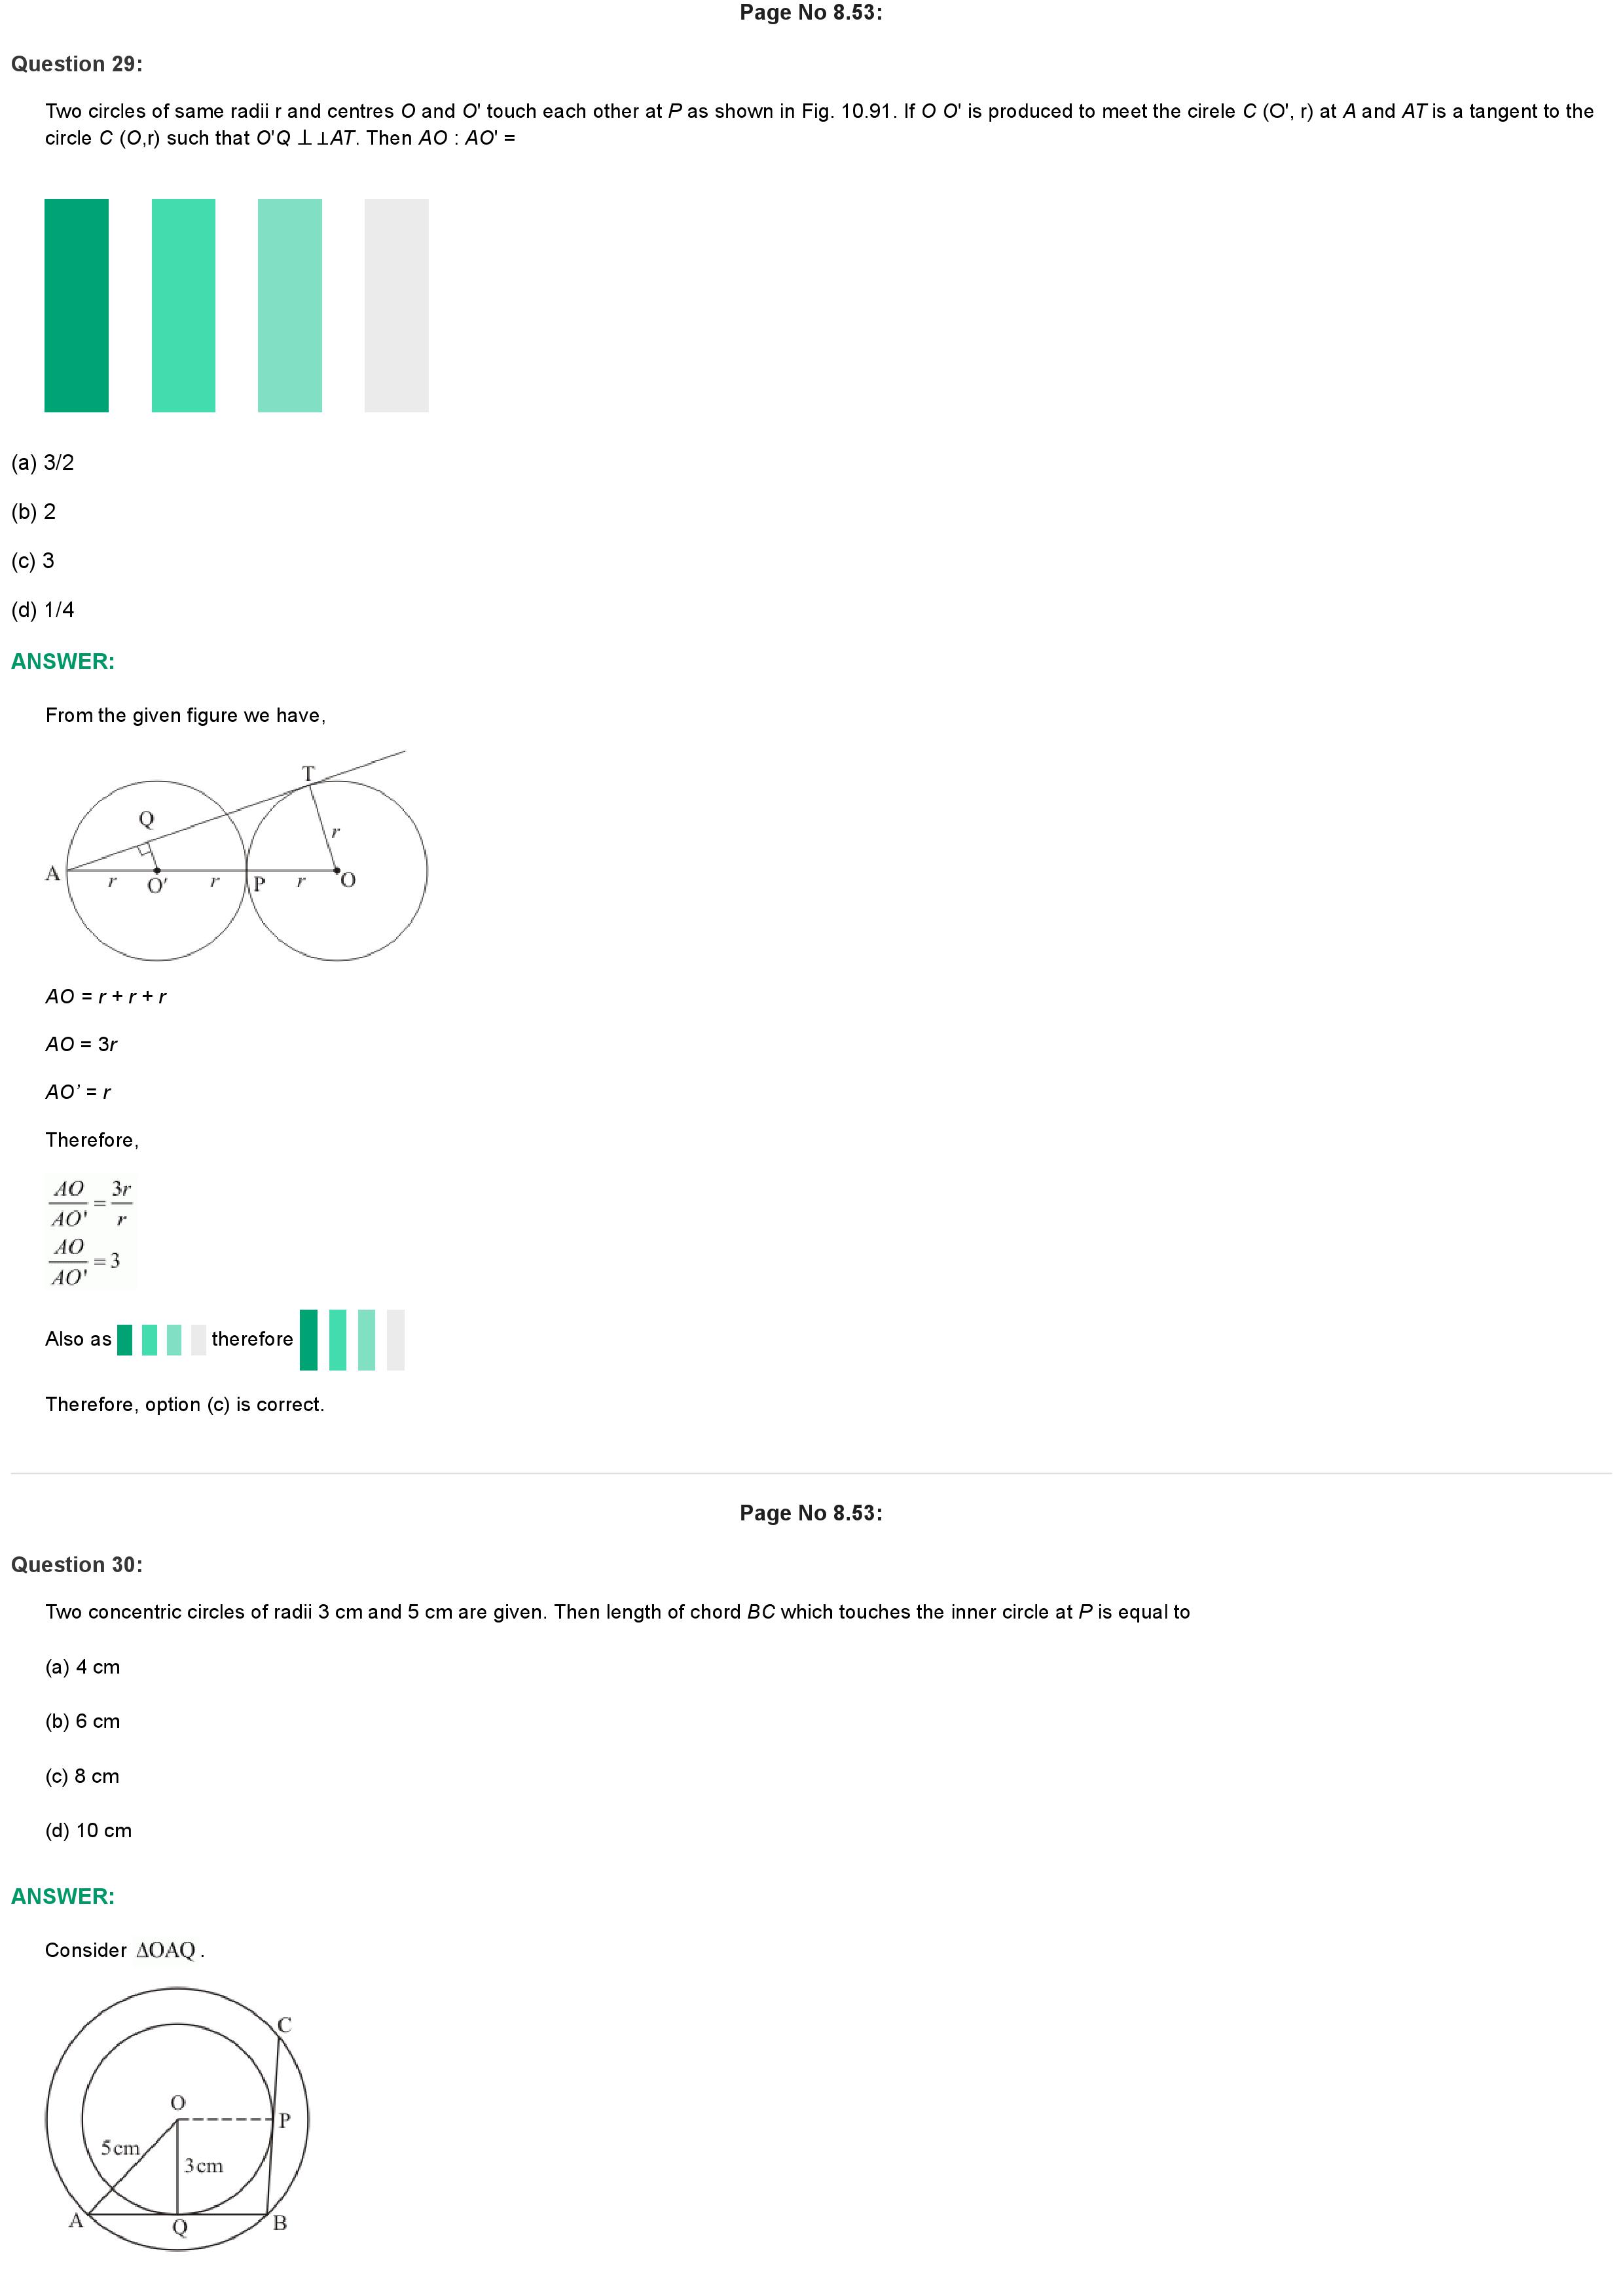 Page No 8.53:
Question 29:
Two circles of same radii r and centres O and O' touch each other at P as shown in Fig. 10.91. If O O' is produced to meet the cirele C (O', r) at A and AT is a tangent to the
circle C (O,r) such that O'Q ⊥⊥AT. Then AO : AO' =
(a) 3/2
(b) 2
(c) 3
(d) 1/4
ANSWER:
From the given figure we have,
T
Q
r
A r O' r P r O
AO = r + r + r
AO = 3r
AO’ = r
Therefore,
AO/AO' = 3r/r
AO/AO' = 3
Also as therefore
Therefore, option (c) is correct.
Page No 8.53:
Question 30:
Two concentric circles of radii 3 cm and 5 cm are given. Then length of chord BC which touches the inner circle at P is equal to
(a) 4 cm
(b) 6 cm
(c) 8 cm
(d) 10 cm
ANSWER:
Consider ΔOAQ .
C
O
P
5cm
3cm
A Q B